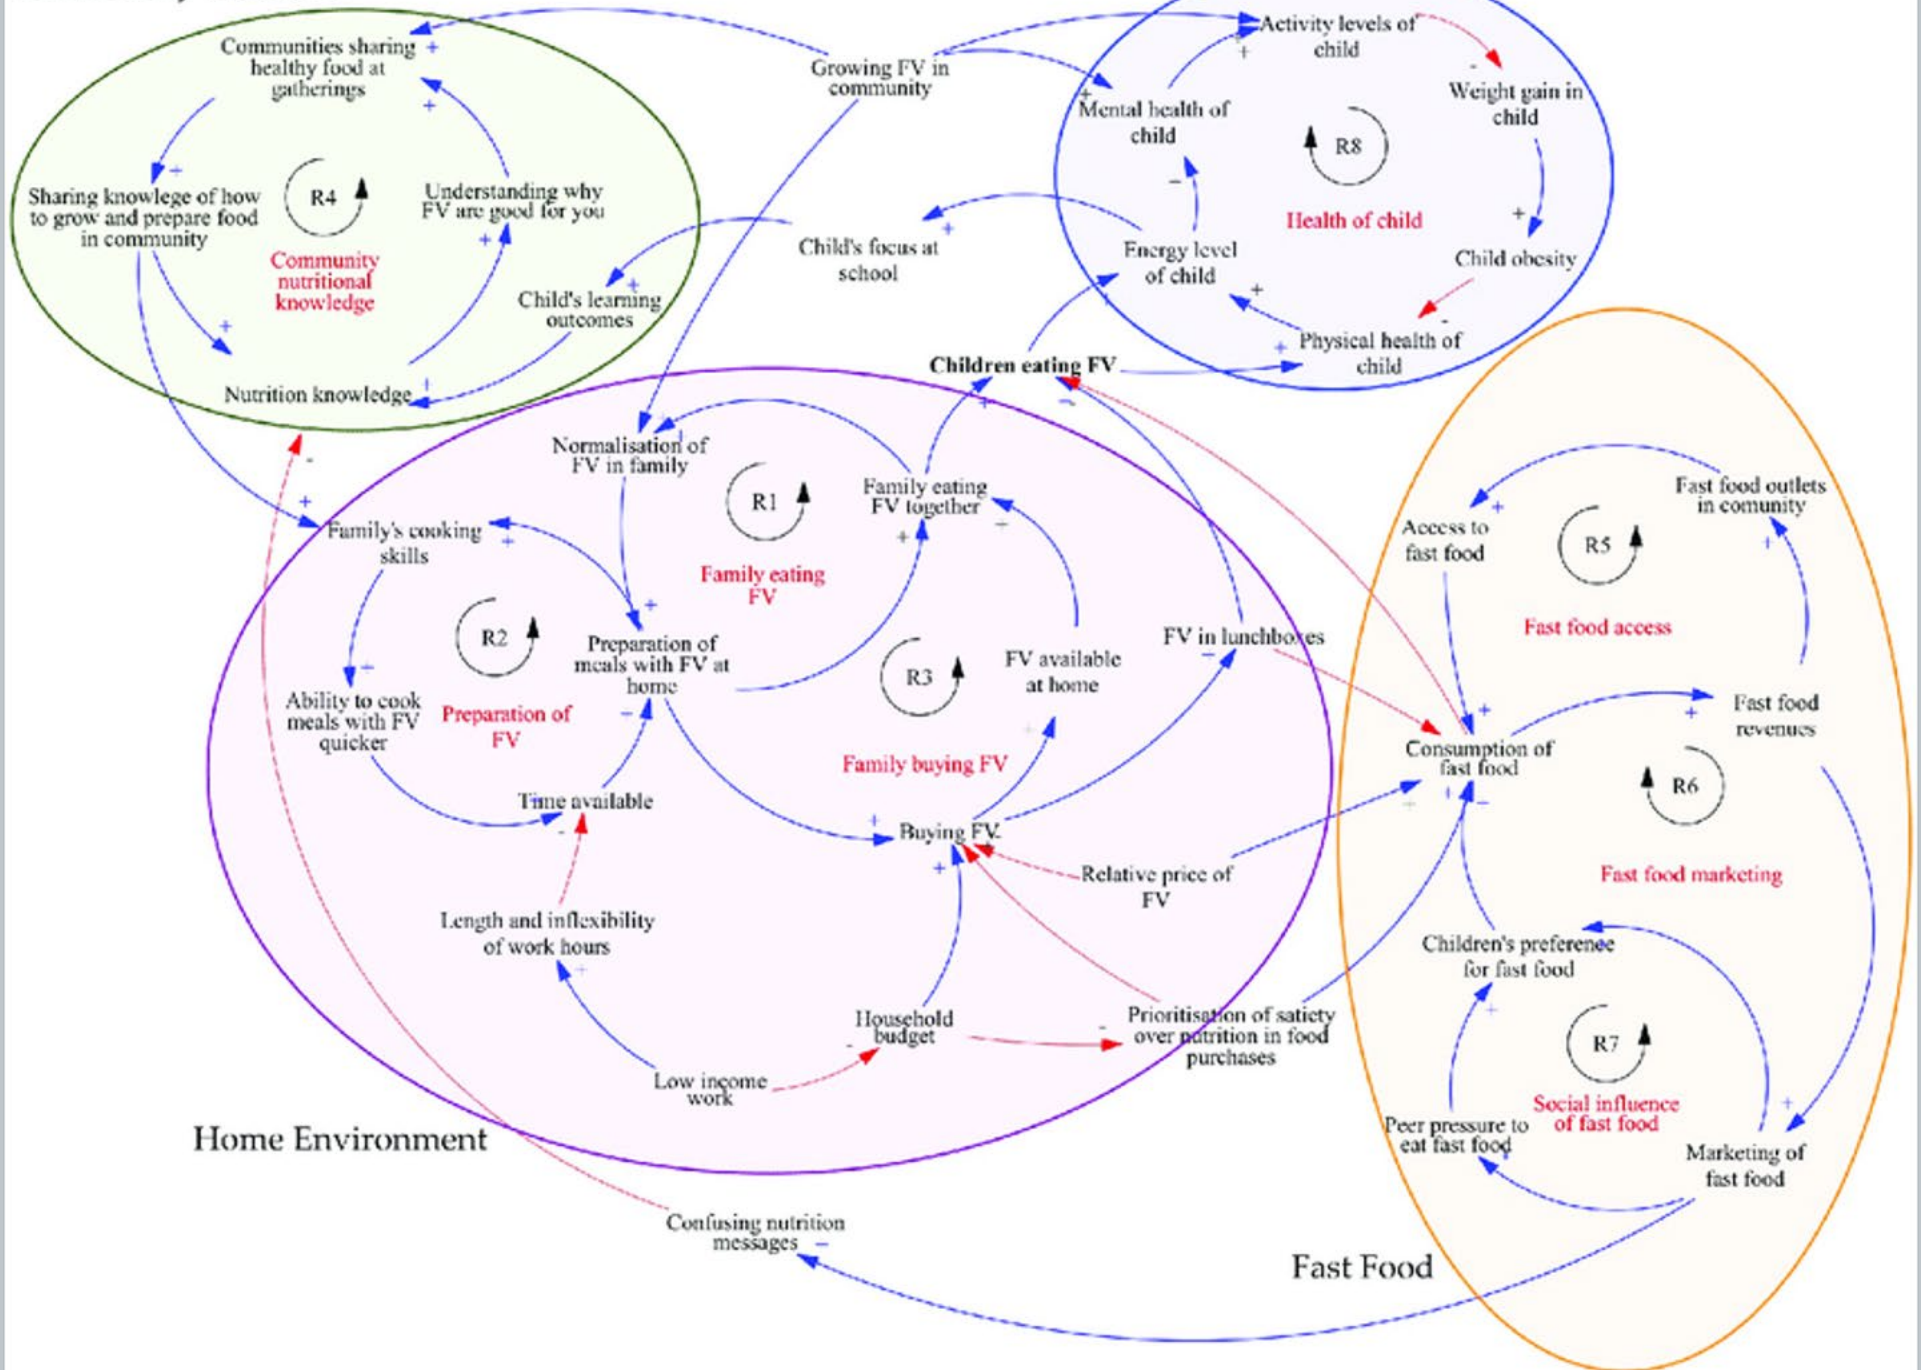 Communities sharing
healthy food at
gatherings
Growing FV in
community
Activity levels of
child
Mental health of
child
Weight gain in
child
R8
Health of child
Sharing knowlege of how
to grow and prepare food
in community
R4
Community
nutritional
knowledge
Understanding why
FV are good for you
Child's focus at
school
Energy level
of child
Child obesity
Child's learning
outcomes
Physical health of
child
Nutrition knowledge
Children eating FV
Normalisation of
FV in family
R1
Family eating
FV
Family eating
FV together
Family's cooking
skills
Access to
fast food
Fast food outlets
in comunity
R5
Fast food access
R2
Preparation of
FV
Preparation of
meals with FV at
home
R3
Family buying FV
FV available
at home
FV in lunchboxes
Ability to cook
meals with FV
quicker
Time available
Buying FV
Consumption of
fast food
Fast food
revenues
R6
Fast food marketing
Relative price of
FV
Length and inflexibility
of work hours
Children's preference
for fast food
Household
budget
Prioritisation of satiety
over nutrition in food
purchases
Low income
work
R7
Social influence
of fast food
Peer pressure to
eat fast food
Marketing of
fast food
Home Environment
Confusing nutrition
messages
Fast Food